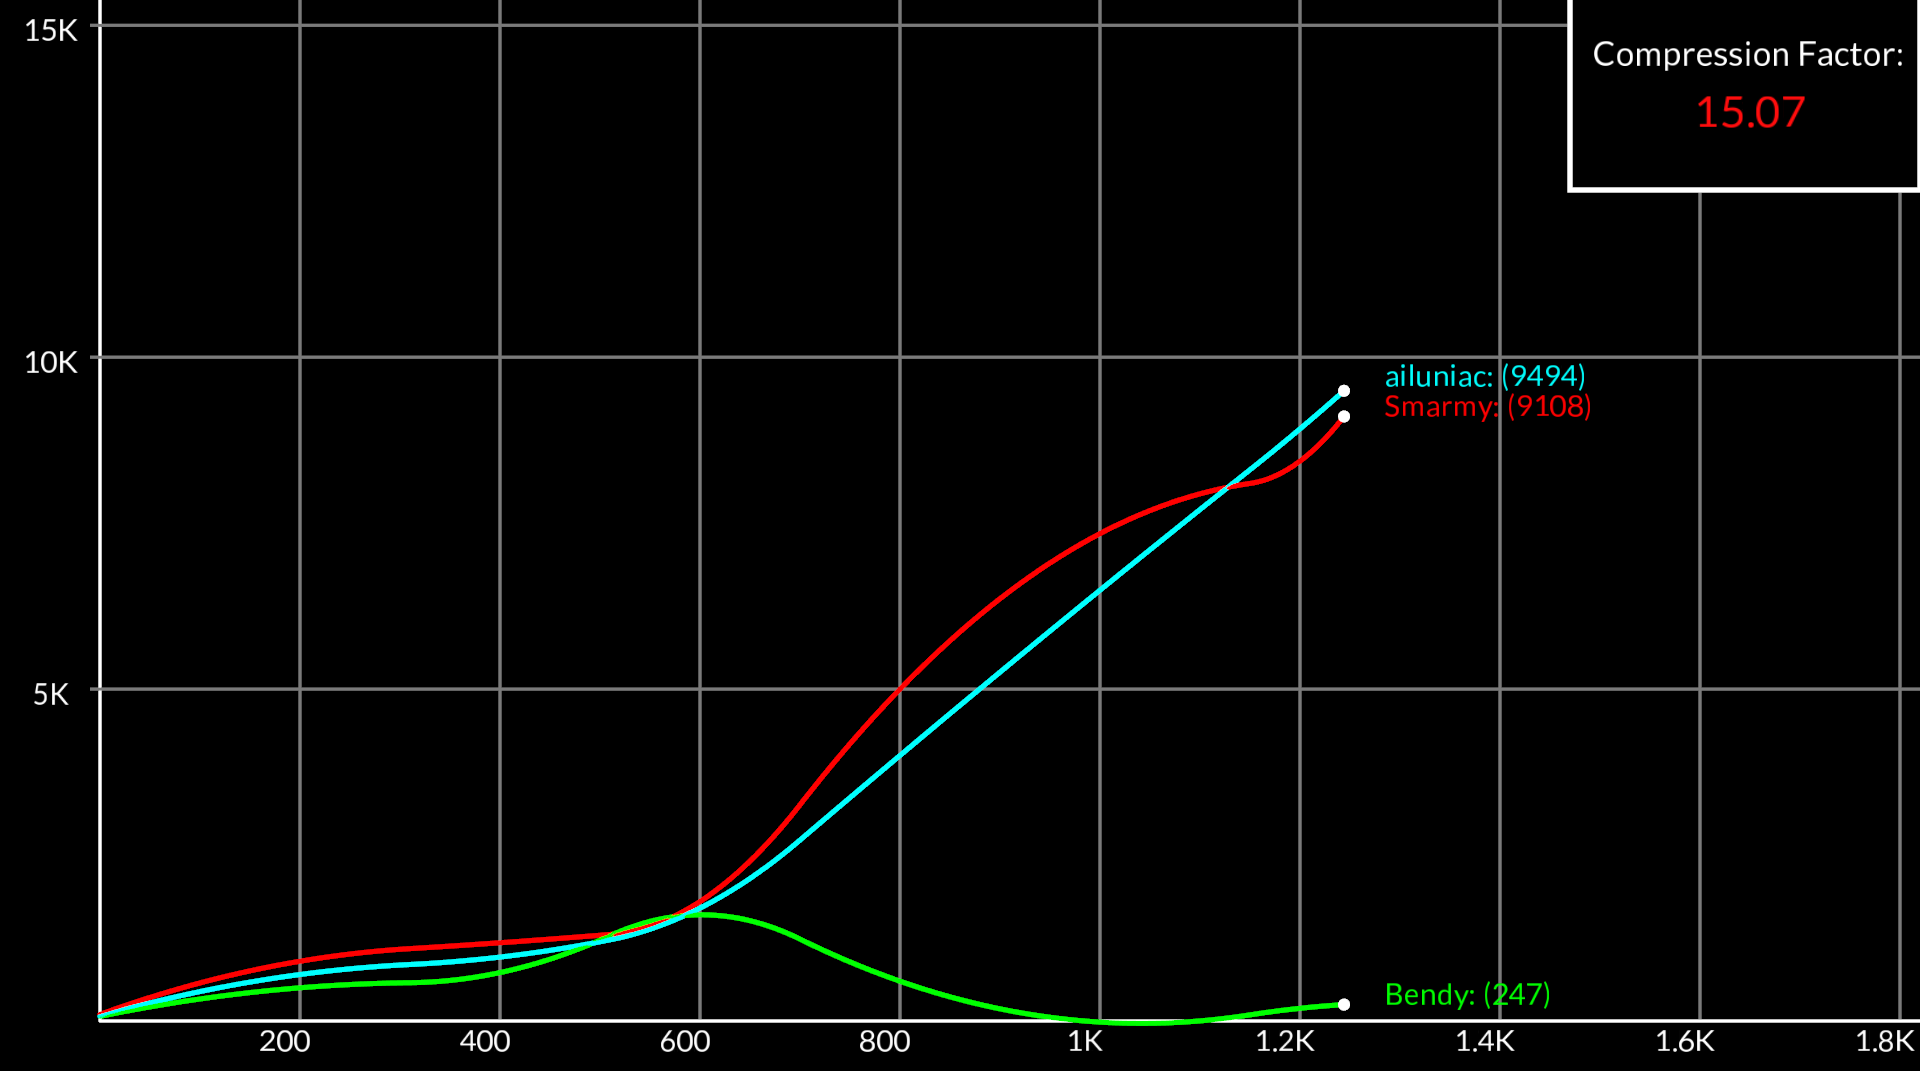 15K
Compression Factor:
15.07
10K
ailuniac: (9494)
Smarmy: (9108)
5K
Bendy: (247)
200 400 600 800 1K 1.2K 1.4K 1.6K 1.8K